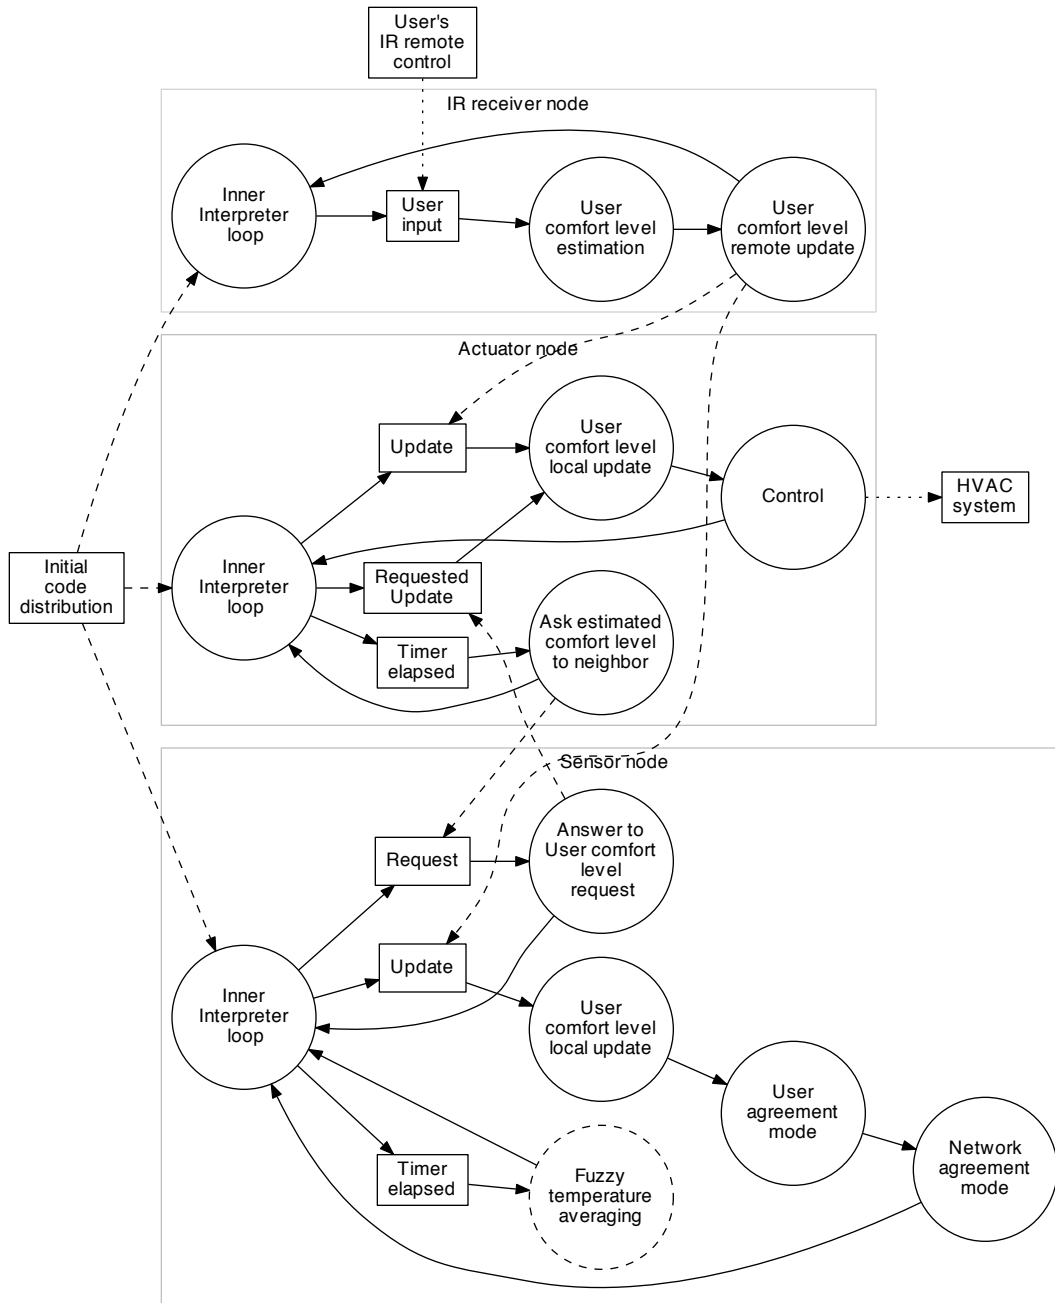 User's
IR remote
control
IR receiver node
Inner
Interpreter
loop
User
input
User
comfort level
estimation
User
comfort level
remote update
Actuator node
Update
User
comfort level
local update
Control
HVAC
system
Initial
code
distribution
Inner
Interpreter
loop
Requested
Update
Timer
elapsed
Ask estimated
comfort level
to neighbor
Sensor node
Request
Answer to
User comfort
level
request
Inner
Interpreter
loop
Update
User
comfort level
local update
User
agreement
mode
Network
agreement
mode
Timer
elapsed
Fuzzy
temperature
averaging